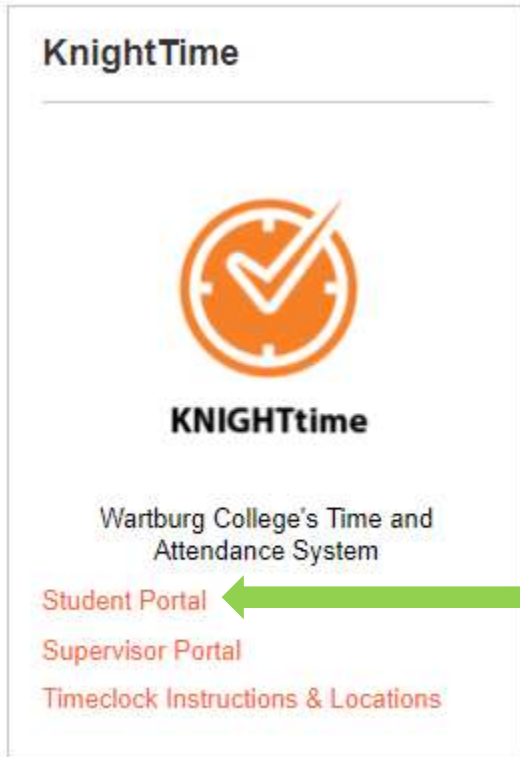 KnightTime
KNIGHTtime
Wartburg College's Time and
Attendance System
Student Portal
Supervisor Portal
Timeclock Instructions & Locations